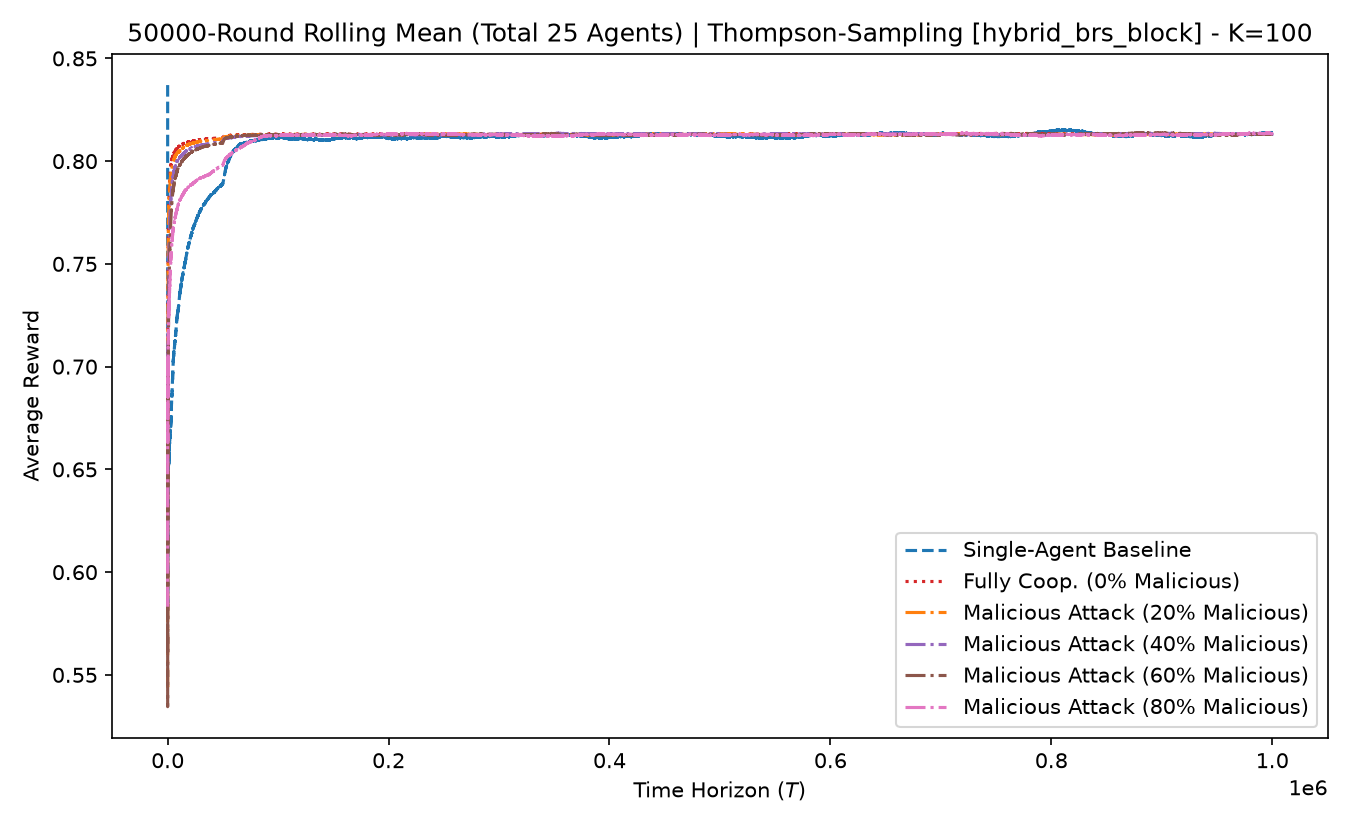 50000-Round Rolling Mean (Total 25 Agents) | Thompson-Sampling [hybrid_brs_block] - K=100
0.85
0.80
0.75
0.70
0.65
0.60
0.55
Average Reward
Single-Agent Baseline
Fully Coop. (0% Malicious)
Malicious Attack (20% Malicious)
Malicious Attack (40% Malicious)
Malicious Attack (60% Malicious)
Malicious Attack (80% Malicious)
0.0 0.2 0.4 0.6 0.8 1.0
1e6
Time Horizon (T)